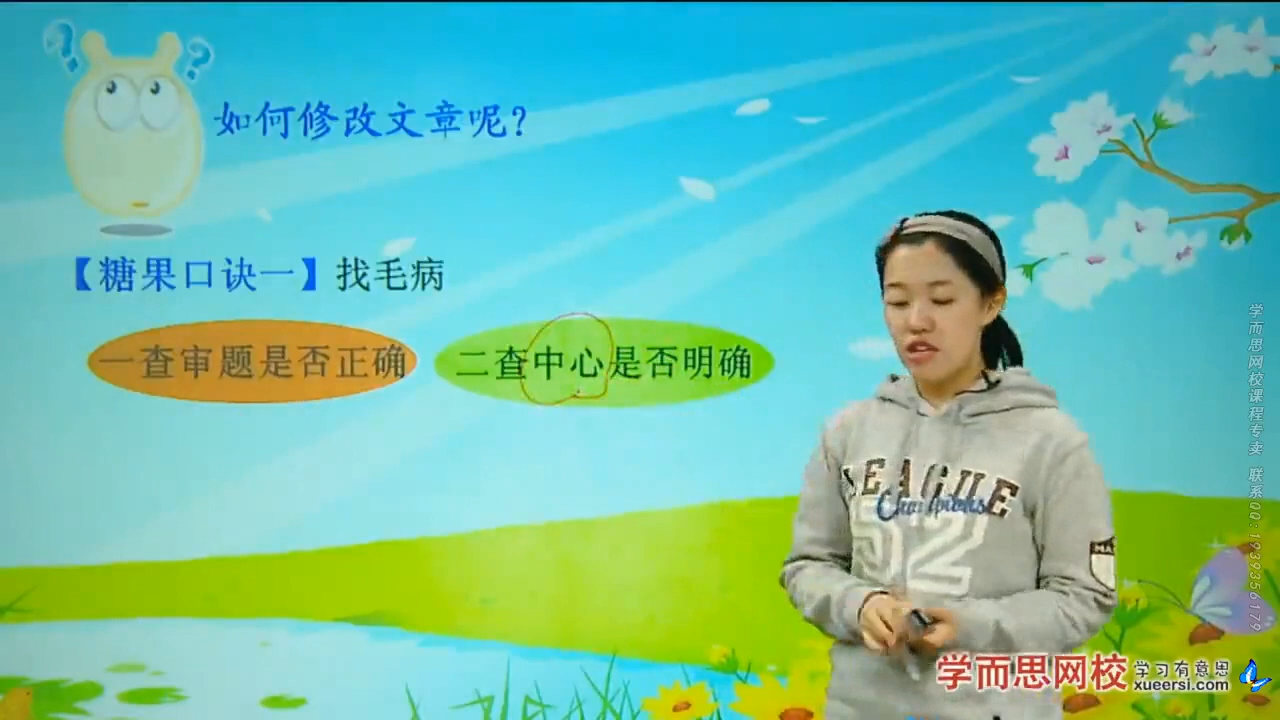 如何修改文章呢？
【糖果口诀一】找毛病
一查审题是否正确
二查中心是否明确
LEAGUE
Champions
52
学而思网校
学习有意思
xueersi.com
学而思网校课程专卖 联系QQ:1939356179